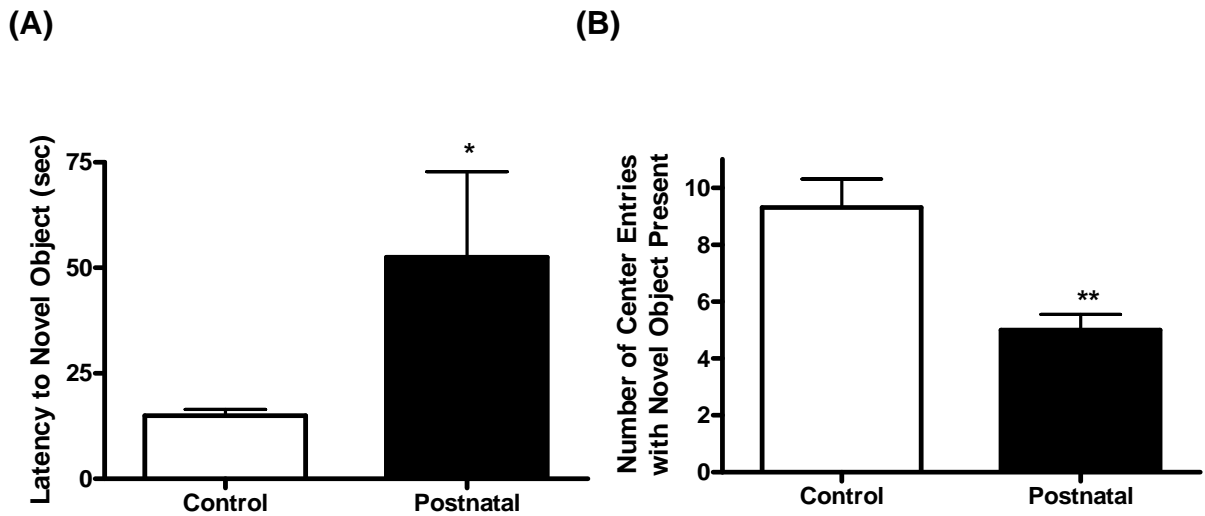 (A)
(B)
Latency to Novel Object (sec)
75
50
25
0
*
Control
Postnatal
Number of Center Entries
with Novel Object Present
10
8
6
4
2
0
**
Control
Postnatal